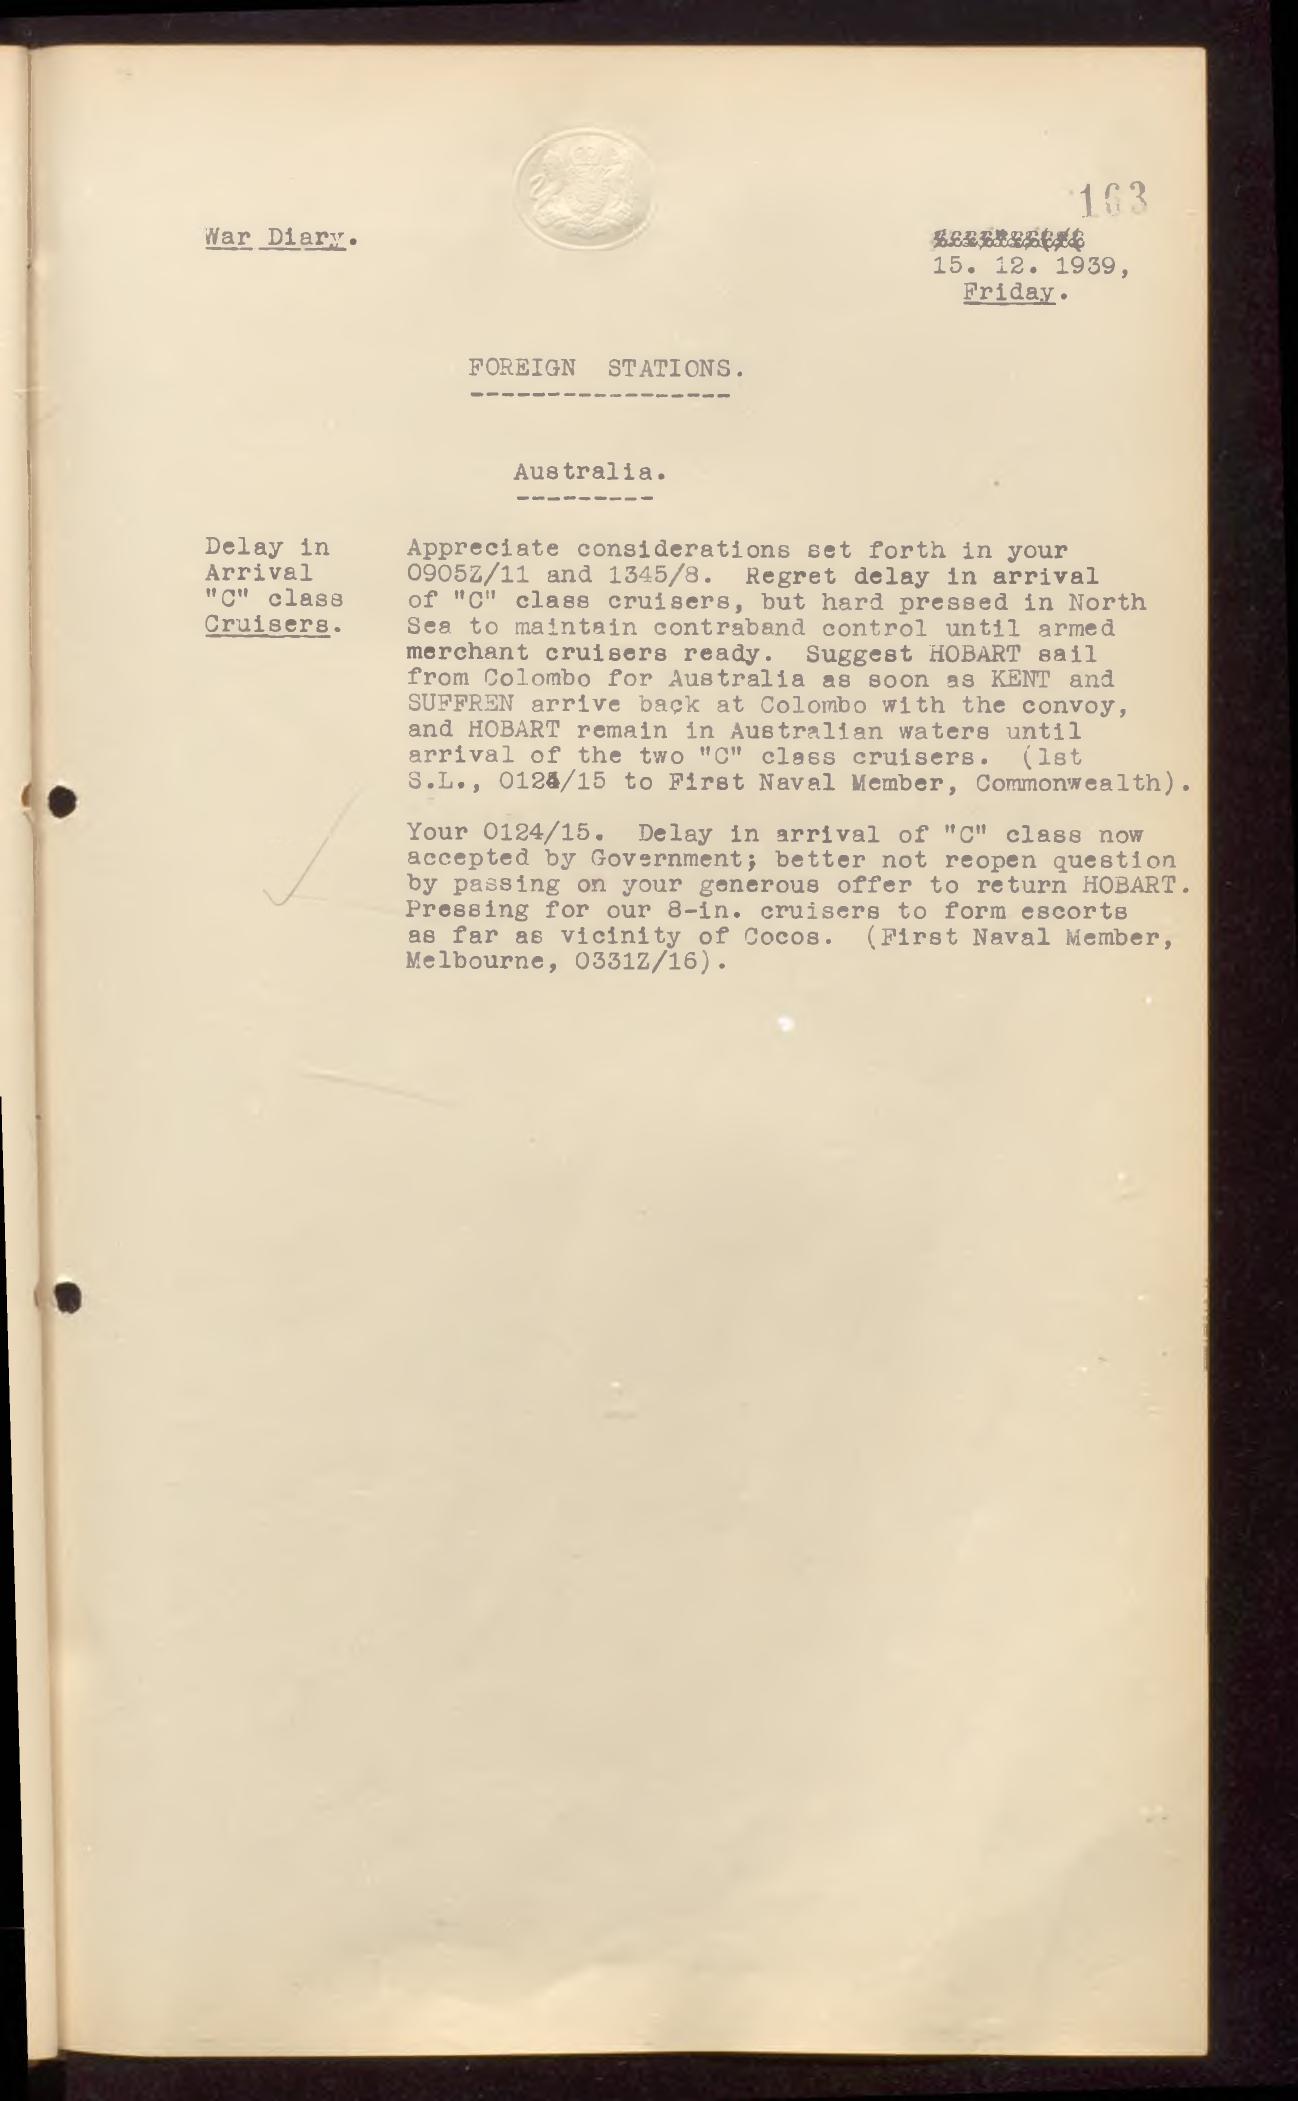 163
War Diary.
15. 12. 1939,
Friday.
FOREIGN STATIONS.
------------------
Australia.
---------
Delay in
Arrival
"C" class
Cruisers.
Appreciate considerations set forth in your
0905Z/11 and 1345/8. Regret delay in arrival
of "C" class cruisers, but hard pressed in North
Sea to maintain contraband control until armed
merchant cruisers ready. Suggest HOBART sail
from Colombo for Australia as soon as KENT and
SUFFREN arrive back at Colombo with the convoy,
and HOBART remain in Australian waters until
arrival of the two "C" class cruisers. (1st
S.L., 0124/15 to First Naval Member, Commonwealth).
Your 0124/15. Delay in arrival of "C" class now
accepted by Government; better not reopen question
by passing on your generous offer to return HOBART.
Pressing for our 8-in. cruisers to form escorts
as far as vicinity of Cocos. (First Naval Member,
Melbourne, 0331Z/16).